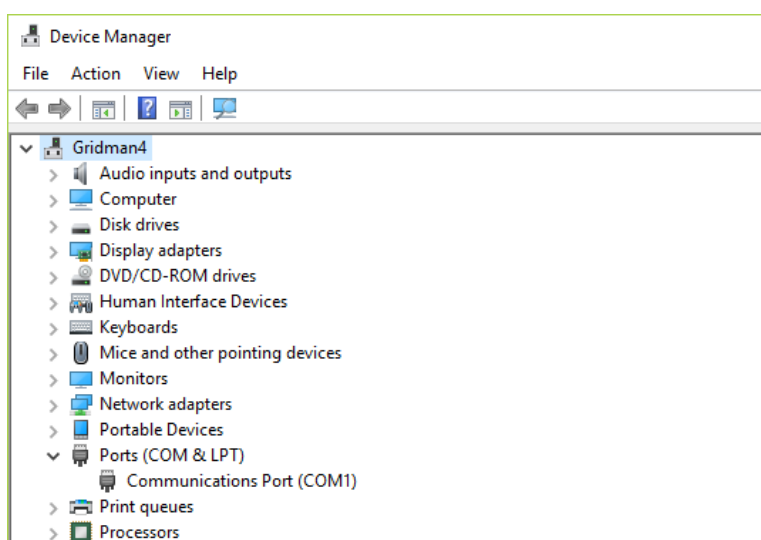 Device Manager
File Action View Help
Gridman4
Audio inputs and outputs
Computer
Disk drives
Display adapters
DVD/CD-ROM drives
Human Interface Devices
Keyboards
Mice and other pointing devices
Monitors
Network adapters
Portable Devices
Ports (COM & LPT)
Communications Port (COM1)
Print queues
Processors